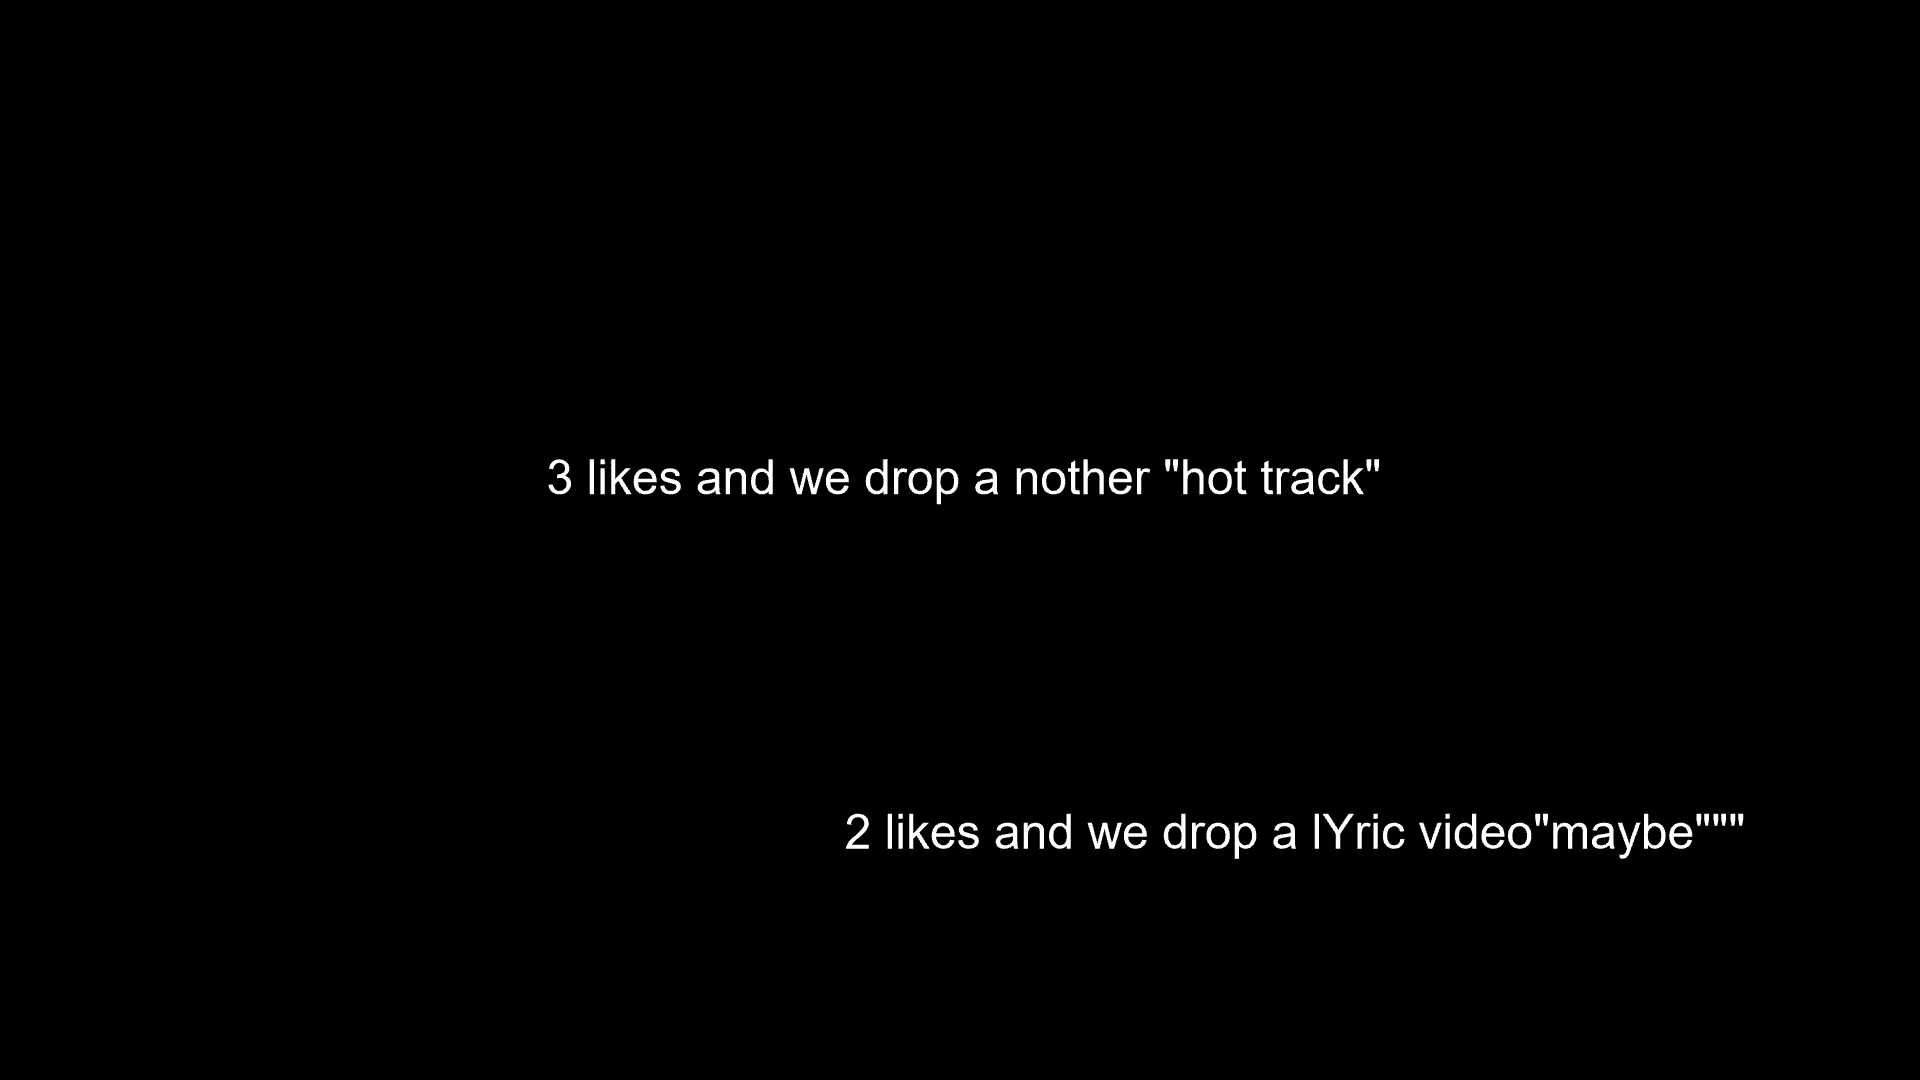 3 likes and we drop a nother "hot track"
2 likes and we drop a lYric video"maybe"""